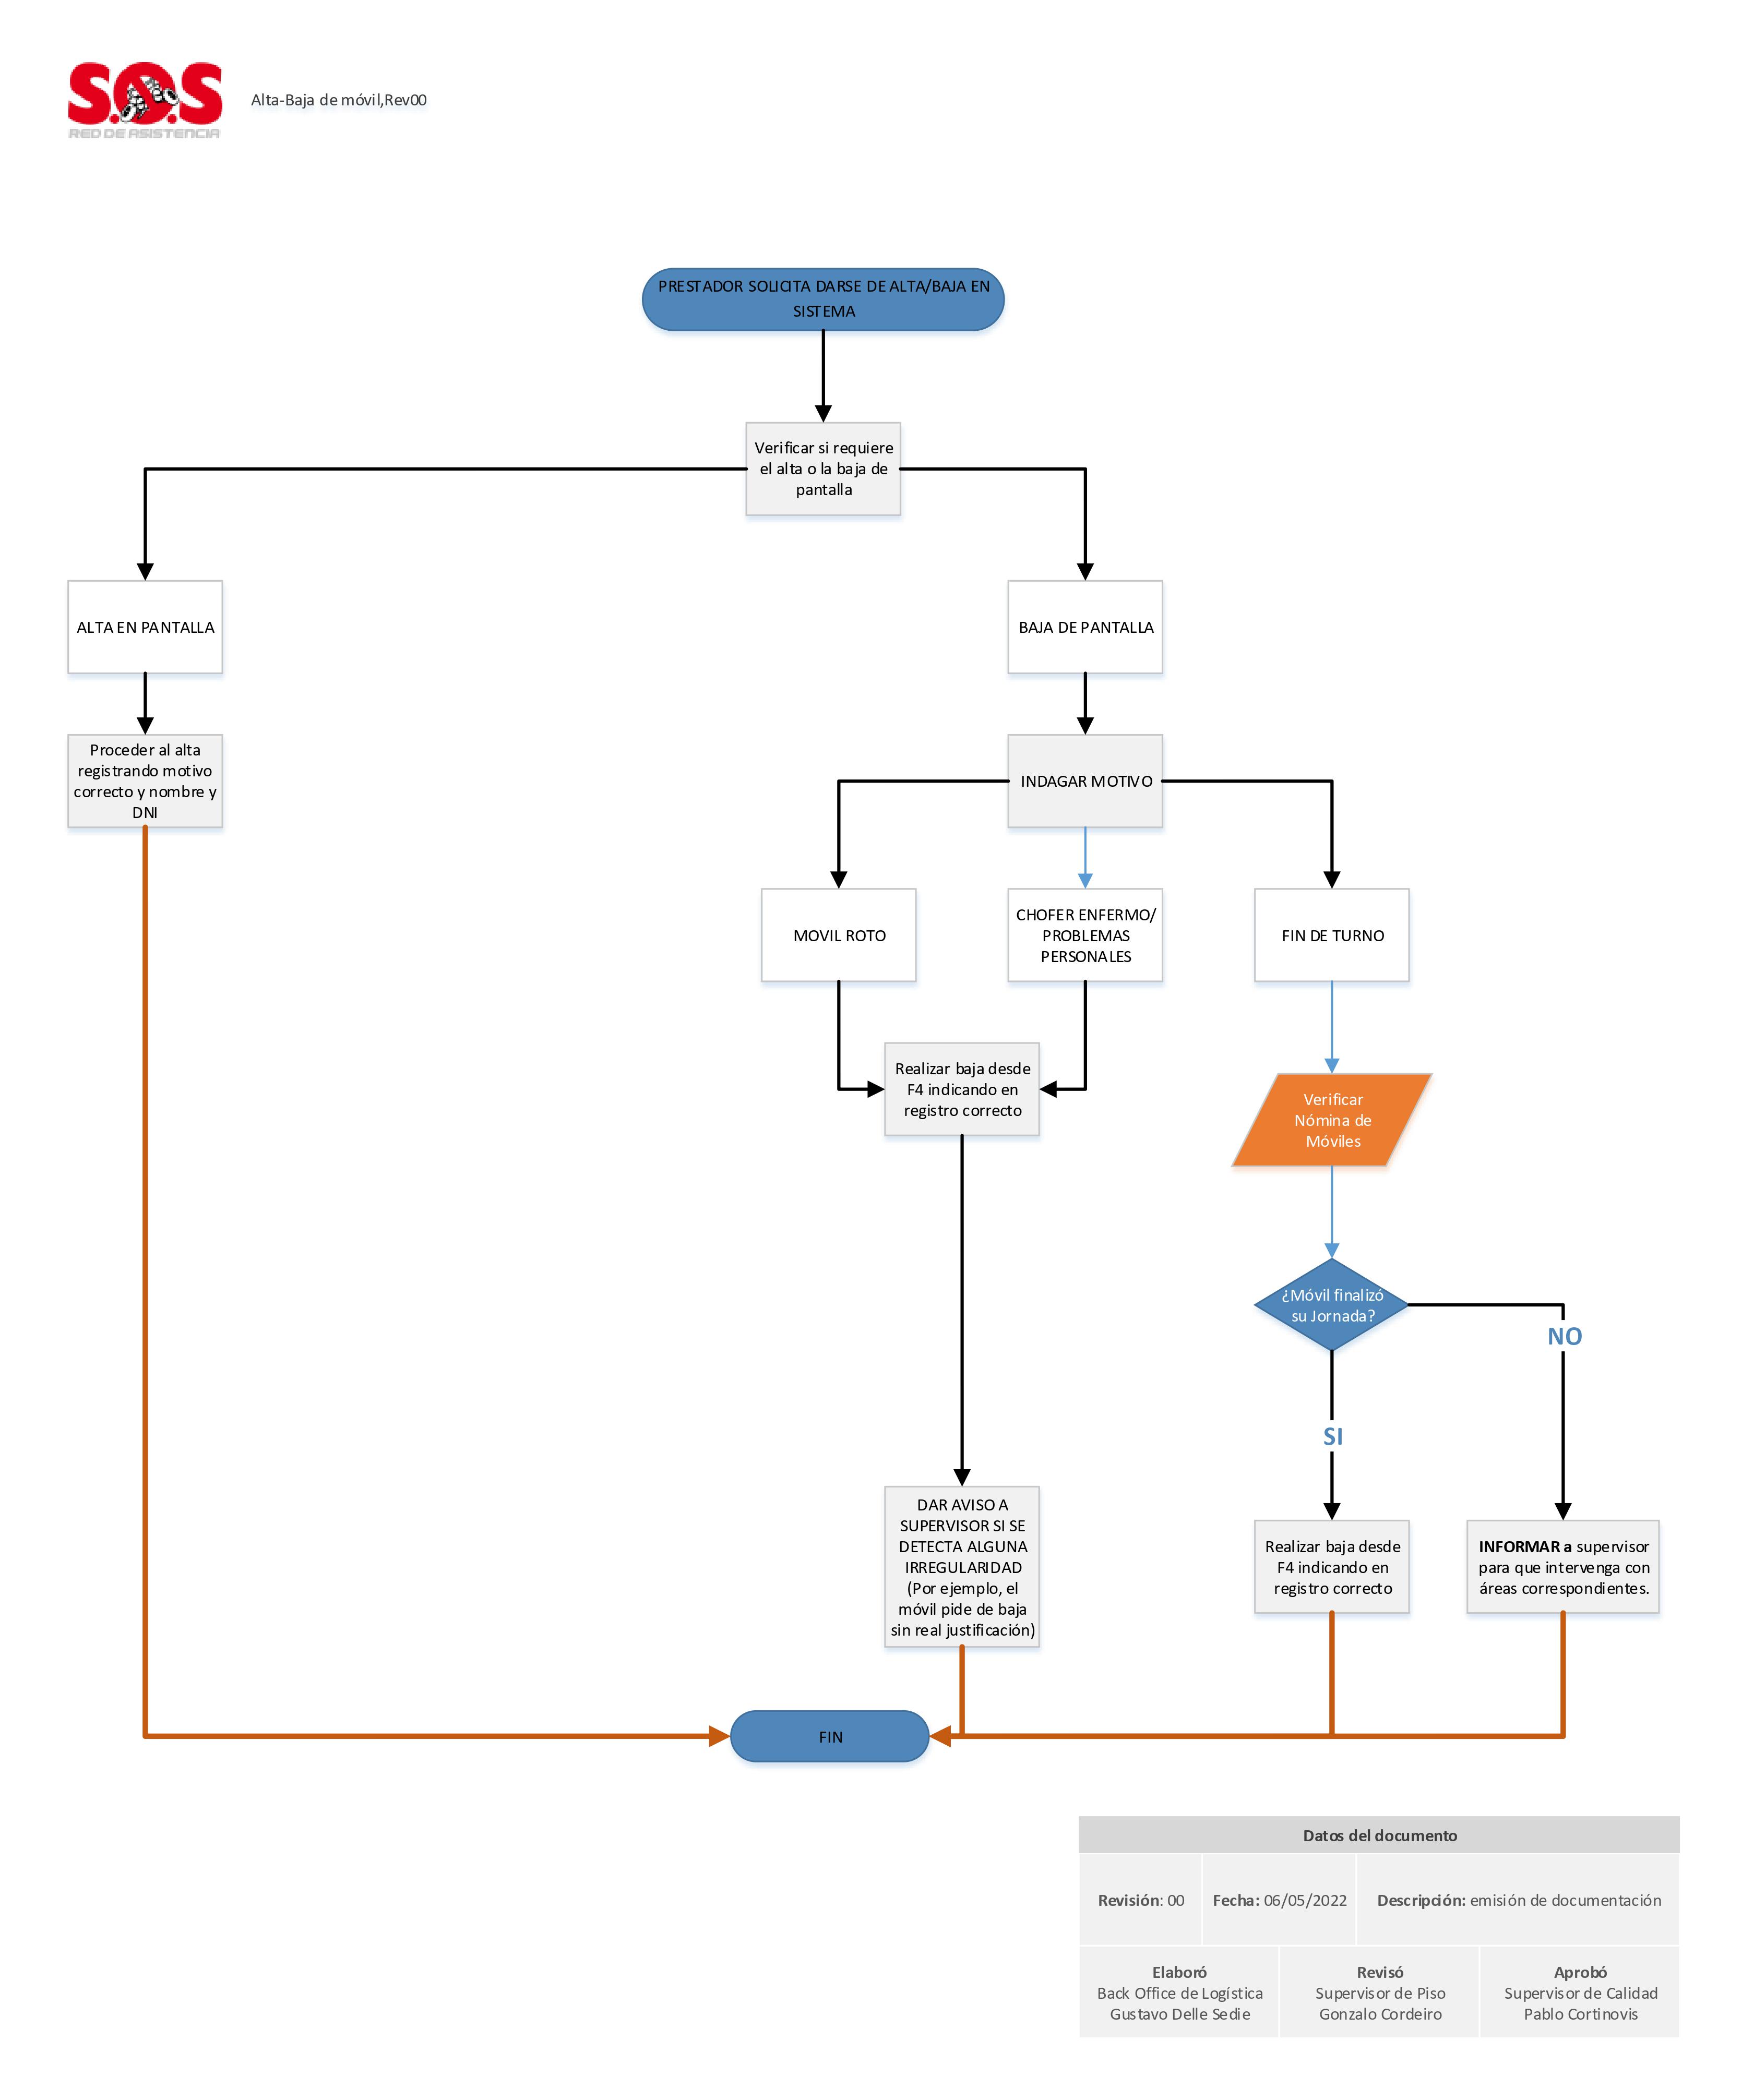 S.O.S
RED DE ASISTENCIA
Alta-Baja de móvil,Rev00
PRESTADOR SOLICITA DARSE DE ALTA/BAJA EN
SISTEMA
Verificar si requiere
el alta o la baja de
pantalla
ALTA EN PANTALLA
BAJA DE PANTALLA
Proceder al alta
registrando motivo
correcto y nombre y
DNI
INDAGAR MOTIVO
MOVIL ROTO
CHOFER ENFERMO/
PROBLEMAS
PERSONALES
FIN DE TURNO
Realizar baja desde
F4 indicando en
registro correcto
Verificar
Nómina de
Móviles
¿Móvil finalizó
su Jornada?
NO
SI
DAR AVISO A
SUPERVISOR SI SE
DETECTA ALGUNA
IRREGULARIDAD
(Por ejemplo, el
móvil pide de baja
sin real justificación)
Realizar baja desde
F4 indicando en
registro correcto
INFORMAR a supervisor
para que intervenga con
áreas correspondientes.
FIN
Datos del documento
Revisión: 00
Fecha: 06/05/2022
Descripción: emisión de documentación
Elaboró
Back Office de Logística
Gustavo Delle Sedie
Revisó
Supervisor de Piso
Gonzalo Cordeiro
Aprobó
Supervisor de Calidad
Pablo Cortinovis